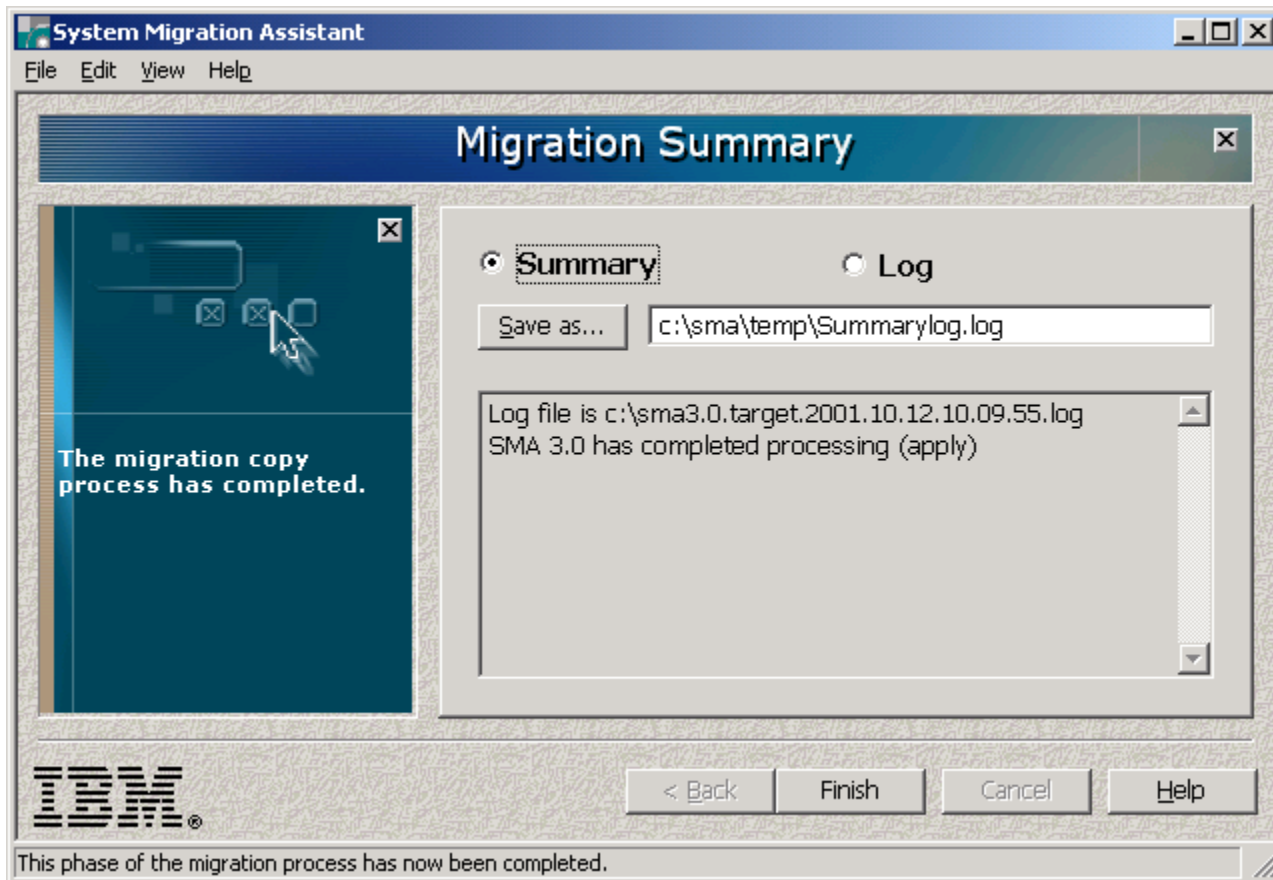 System Migration Assistant
File Edit View Help
Migration Summary
The migration copy
process has completed.
Summary Log
Save as... c:\sma\temp\Summarylog.log
Log file is c:\sma3.0.target.2001.10.12.10.09.55.log
SMA 3.0 has completed processing (apply)
IBM®
< Back Finish Cancel Help
This phase of the migration process has now been completed.